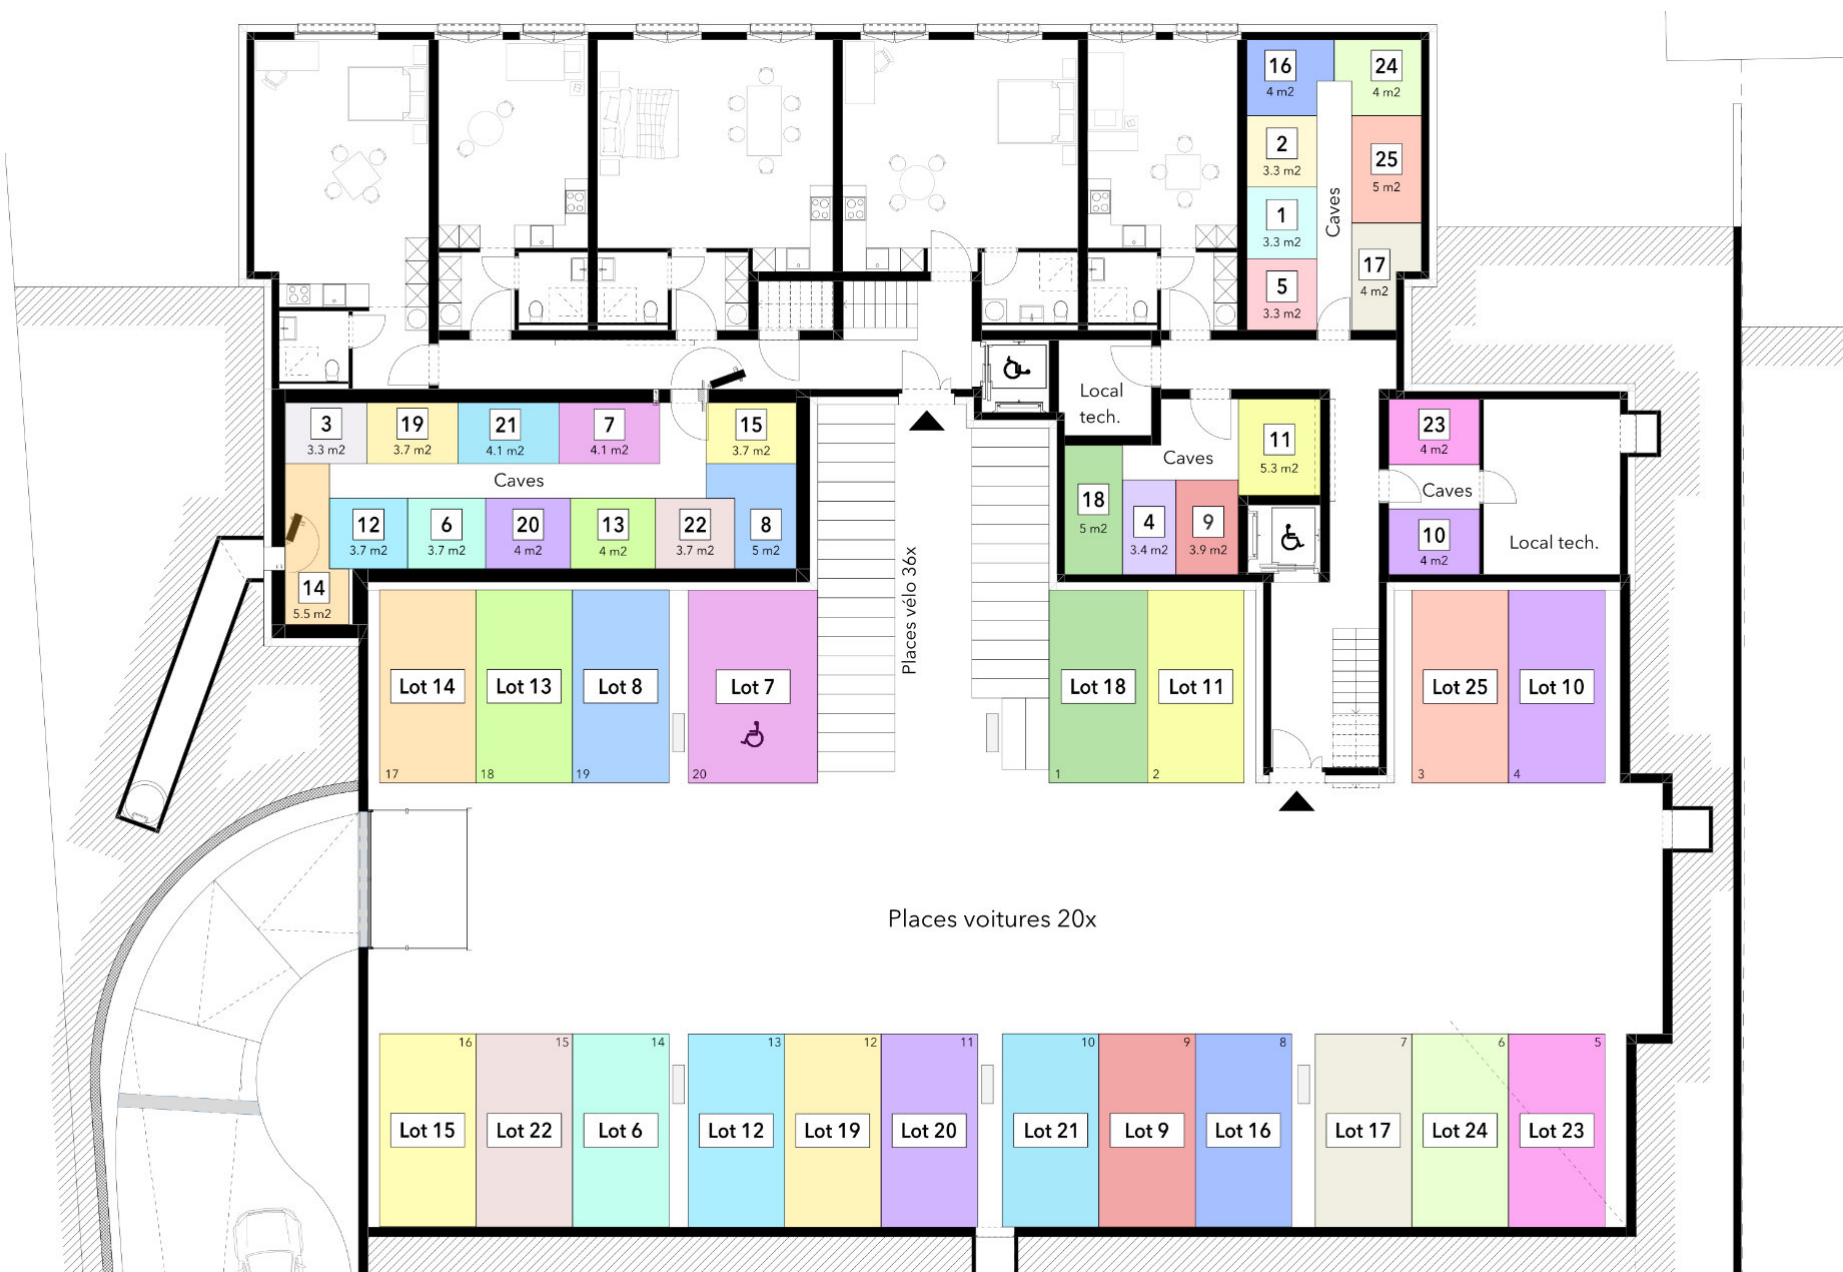 16
4 m2
24
4 m2
2
3.3 m2
25
5 m2
1
3.3 m2
Caves
17
4 m2
5
3.3 m2
3
3.3 m2
19
3.7 m2
21
4.1 m2
7
4.1 m2
15
3.7 m2
Caves
12
3.7 m2
6
3.7 m2
20
4 m2
13
4 m2
22
3.7 m2
8
5 m2
14
5.5 m2
Local
tech.
Caves
11
5.3 m2
18
5 m2
4
3.4 m2
9
3.9 m2
23
4 m2
Caves
10
4 m2
Local tech.
Places vélo 36x
Lot 14
17
Lot 13
18
Lot 8
19
Lot 7
20
Lot 18
1
Lot 11
2
Lot 25
3
Lot 10
4
Places voitures 20x
16
Lot 15
15
Lot 22
14
Lot 6
13
Lot 12
12
Lot 19
11
Lot 20
10
Lot 21
9
Lot 9
8
Lot 16
7
Lot 17
6
Lot 24
5
Lot 23